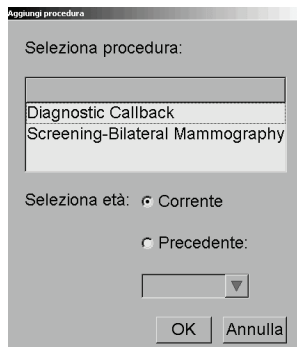 Aggiungi procedura
Seleziona procedura:
Diagnostic Callback
Screening-Bilateral Mammography
Seleziona età: Corrente
Precedente:
OK Annulla